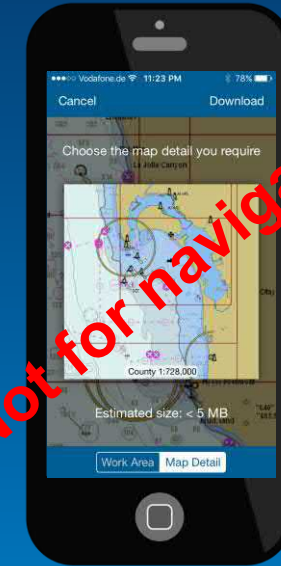 Vodafone.de 11:23 PM 78%
Cancel Download
Choose the map detail you require
La Jolla Canyon
County 1:728,000
Estimated size: < 5 MB
Work Area Map Detail
ot for naviga